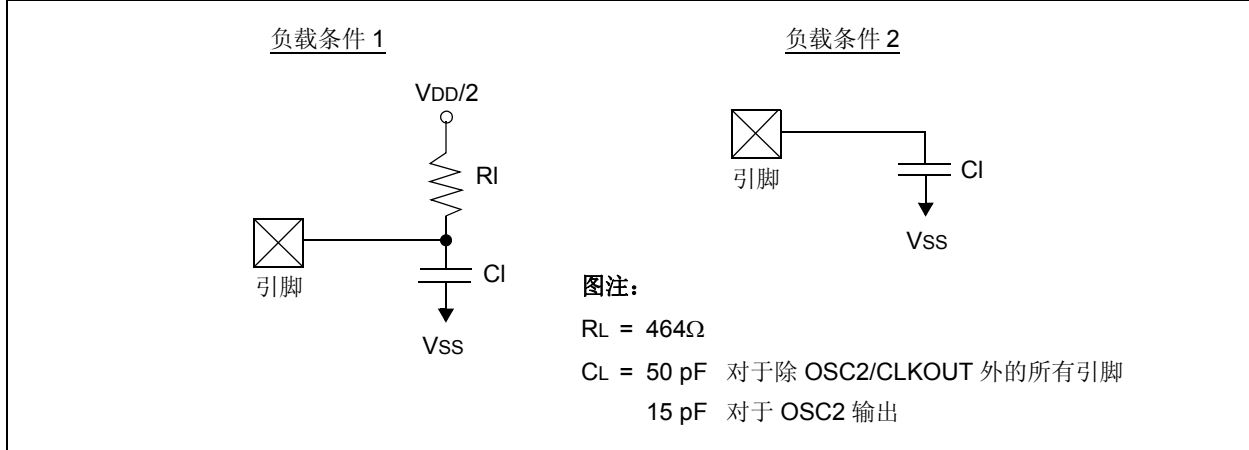 负载条件 1
VDD/2
Rl
引脚
Cl
VSS
负载条件 2
引脚
Cl
VSS
图注：
RL = 464Ω
CL = 50 pF 对于除 OSC2/CLKOUT 外的所有引脚
15 pF 对于 OSC2 输出